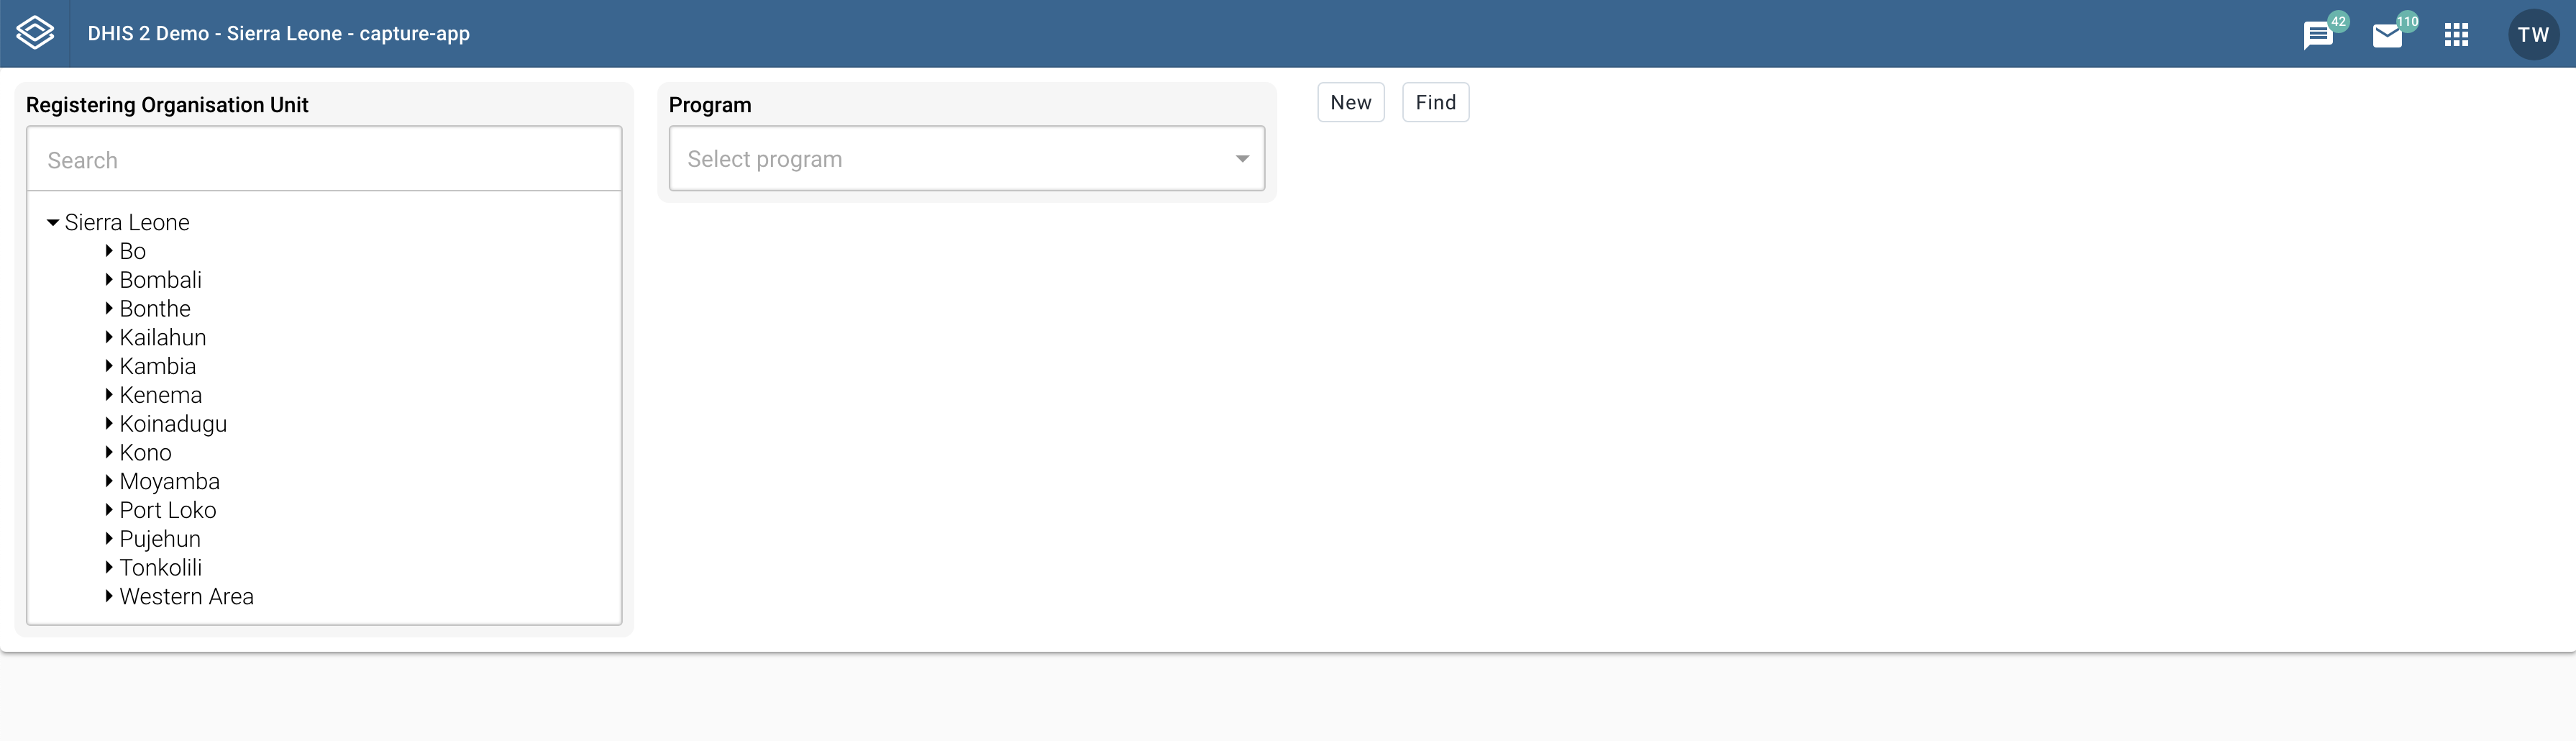 DHIS 2 Demo - Sierra Leone - capture-app
42
110
TW
Registering Organisation Unit
Search
Sierra Leone
Bo
Bombali
Bonthe
Kailahun
Kambia
Kenema
Koinadugu
Kono
Moyamba
Port Loko
Pujehun
Tonkolili
Western Area
Program
Select program
New
Find